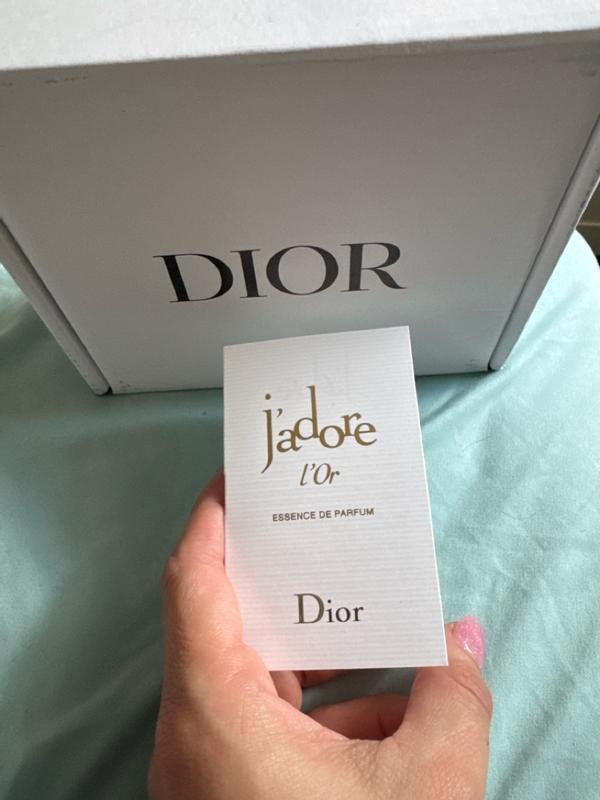 DIOR
j'adore
l'Or
ESSENCE DE PARFUM
Dior